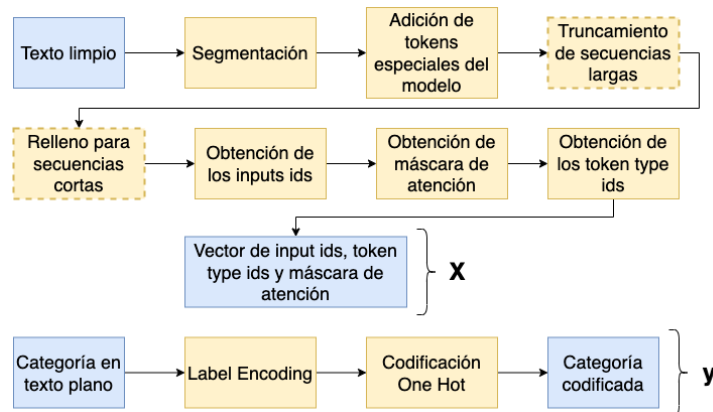 Texto limpio
Segmentación
Adición de
tokens
especiales del
modelo
Truncamiento
de secuencias
largas
Relleno para
secuencias
cortas
Obtención de
los inputs ids
Obtención de
máscara de
atención
Obtención de
los token type
ids
Vector de input ids, token
type ids y máscara de
atención
X
Categoría en
texto plano
Label Encoding
Codificación
One Hot
Categoría
codificada
y